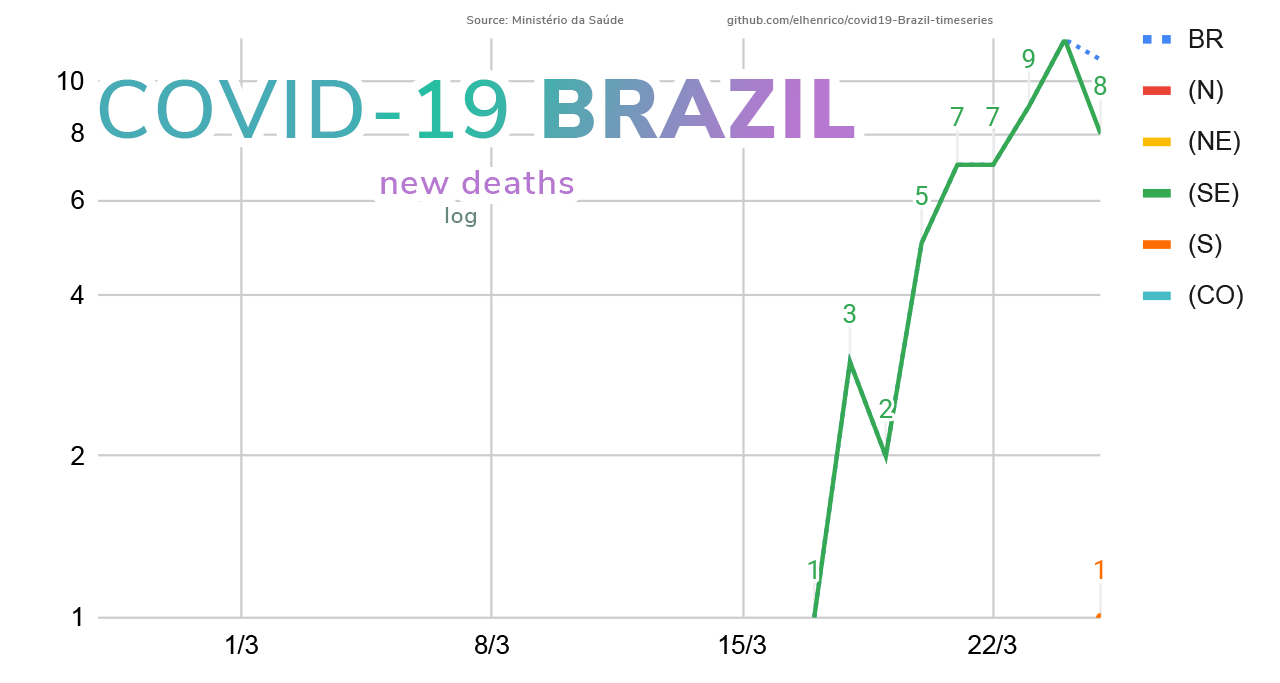 Source: Ministério da Saúde
github.com/elhenrico/covid19-Brazil-timeseries
COVID-19 BRAZIL
new deaths
log
BR
(N)
(NE)
(SE)
(S)
(CO)
10
8
6
4
2
1
1
3
2
5
7
7
9
8
1
1/3
8/3
15/3
22/3